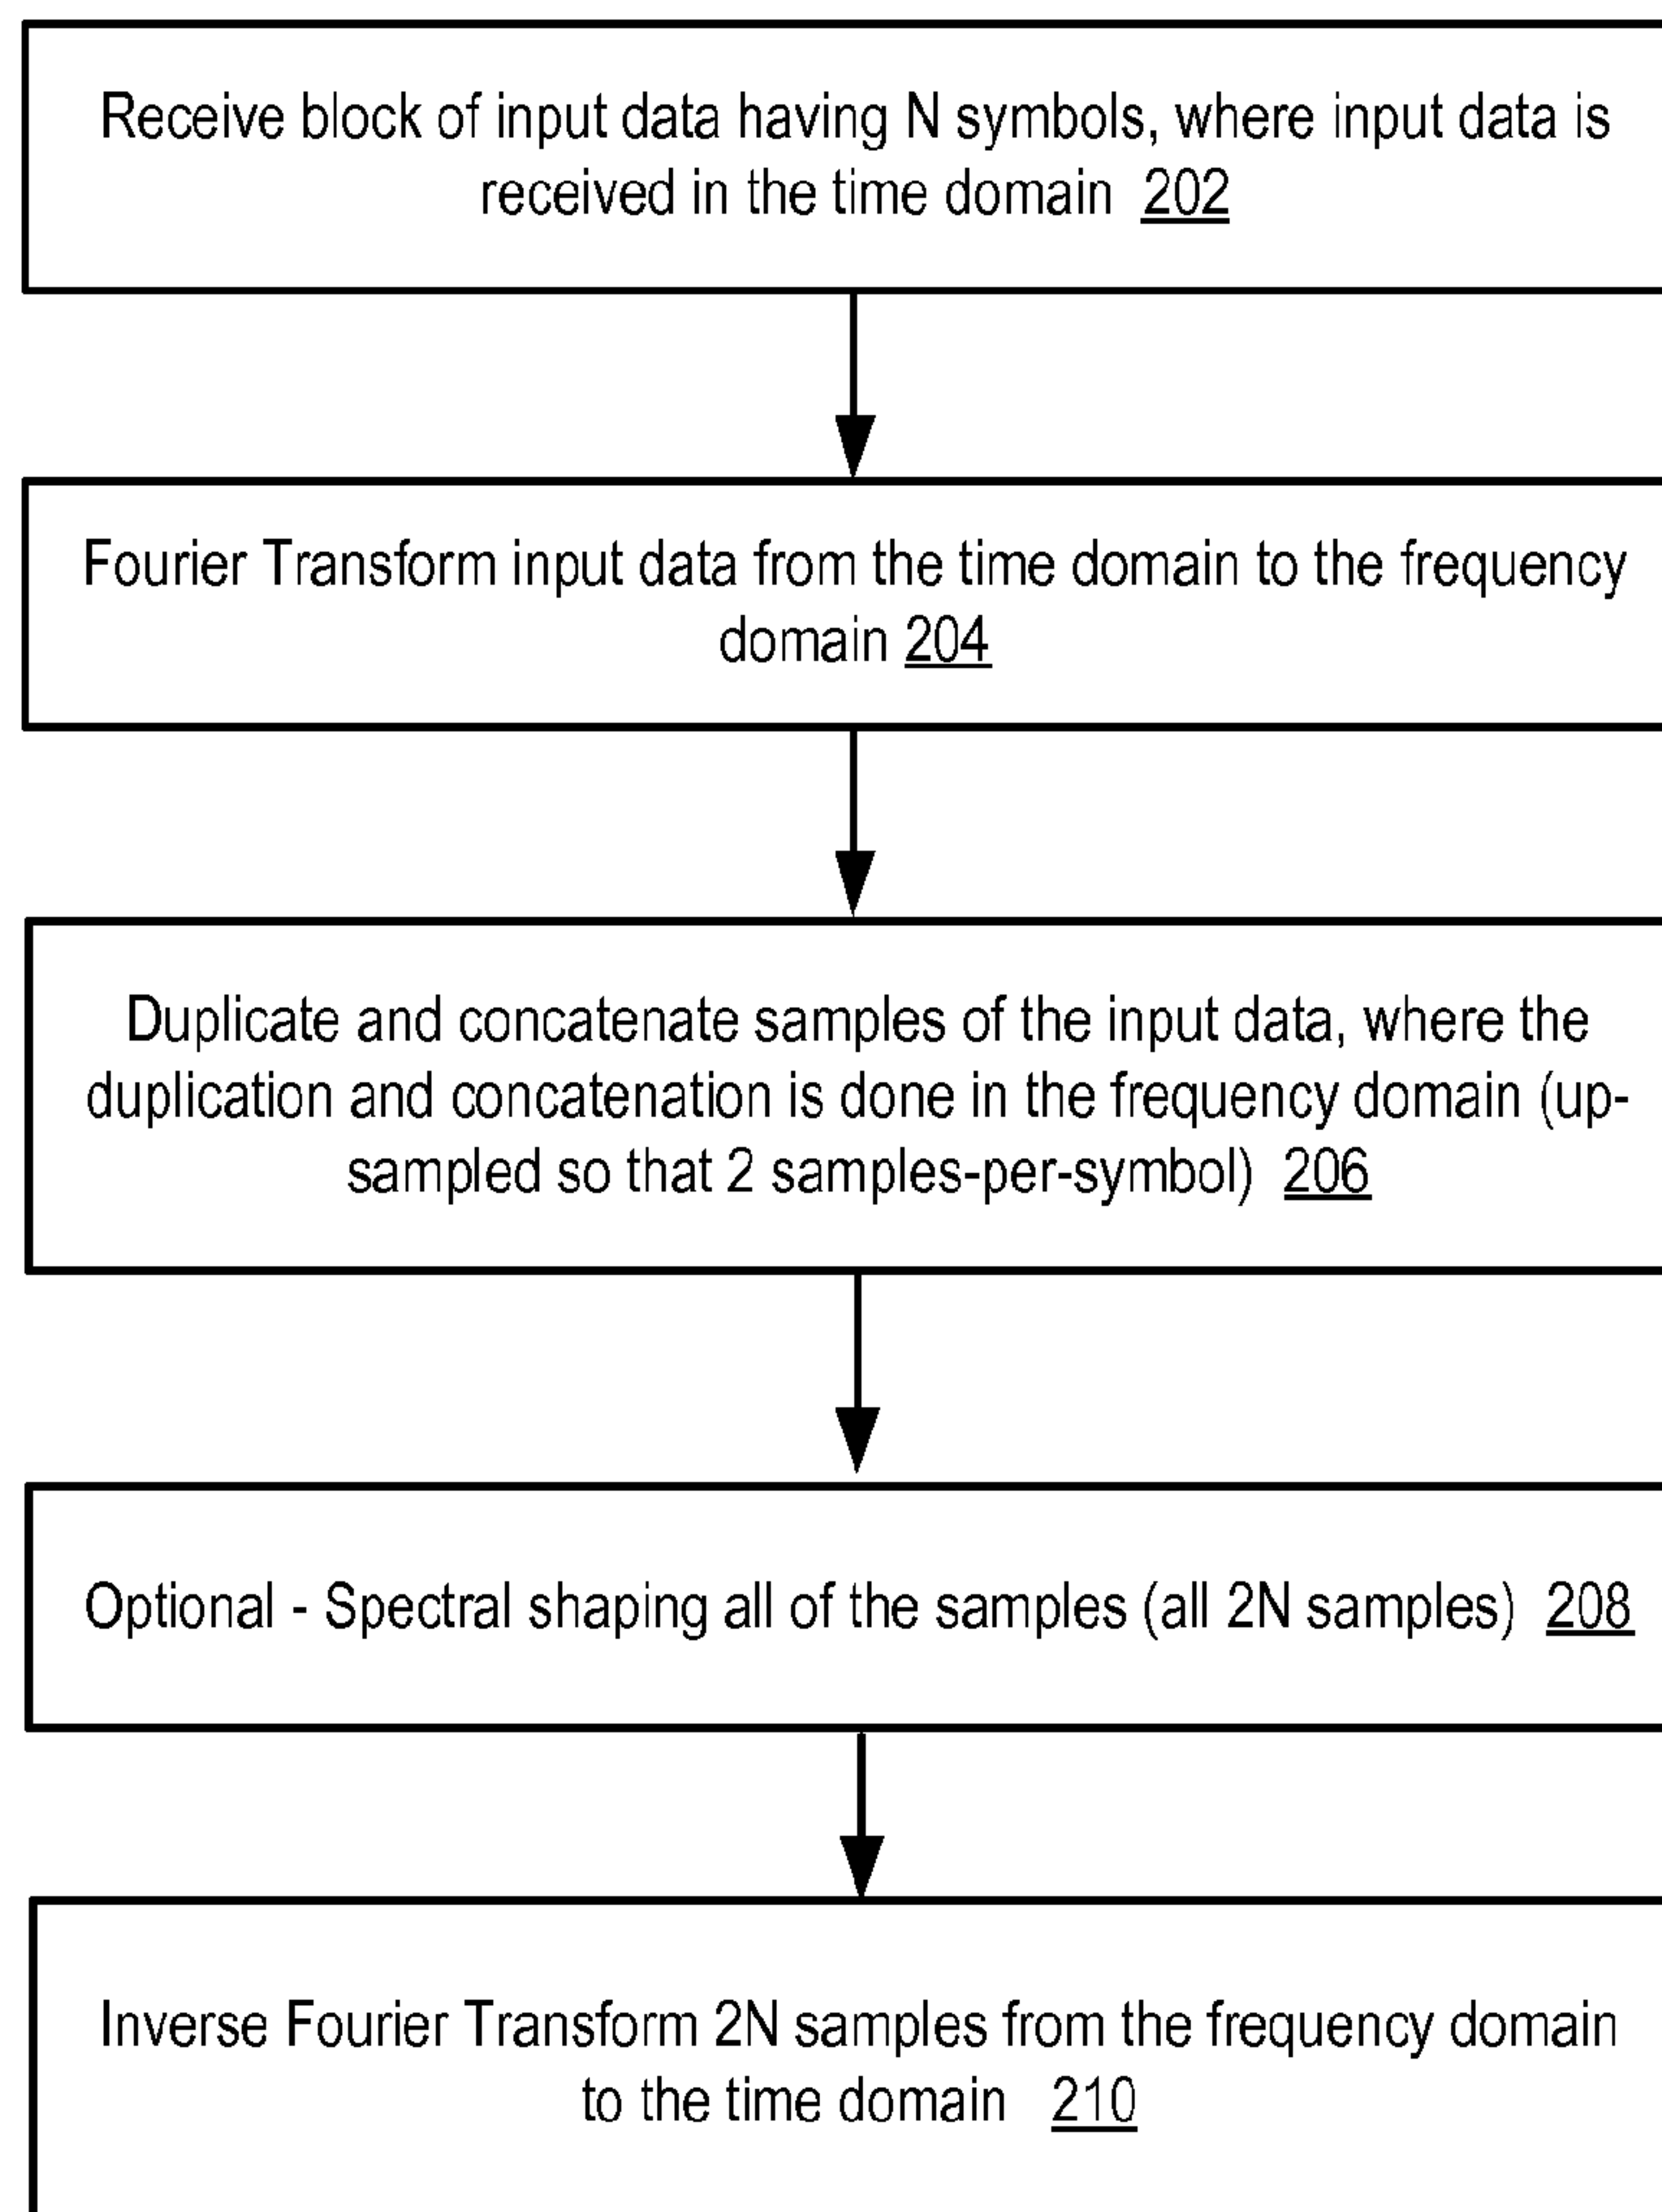 Receive block of input data having N symbols, where input data is
received in the time domain 202
Fourier Transform input data from the time domain to the frequency
domain 204
Duplicate and concatenate samples of the input data, where the
duplication and concatenation is done in the frequency domain (up-
sampled so that 2 samples-per-symbol) 206
Optional - Spectral shaping all of the samples (all 2N samples) 208
Inverse Fourier Transform 2N samples from the frequency domain
to the time domain 210